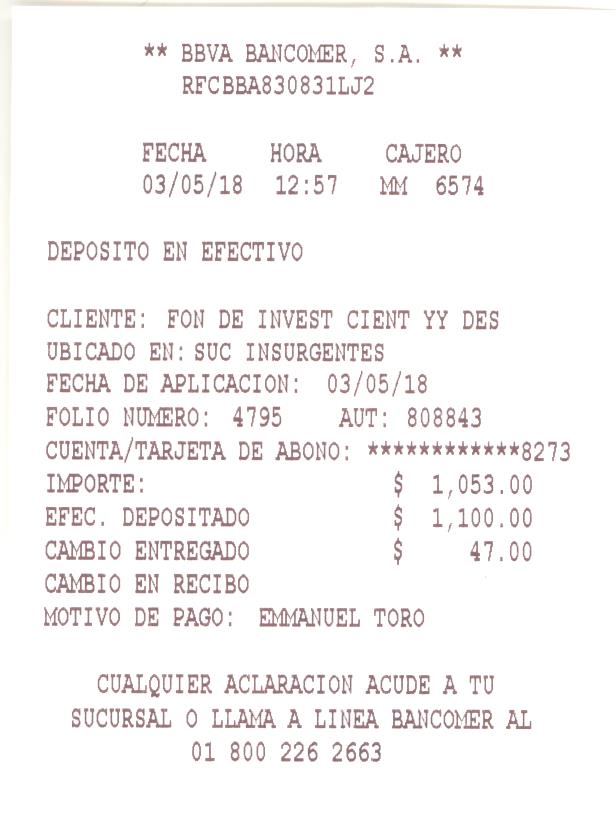 ** BBVA BANCOMER, S.A. **
RFCBBA830831LJ2
FECHA HORA CAJERO
03/05/18 12:57 MM 6574
DEPOSITO EN EFECTIVO
CLIENTE: FON DE INVEST CIENT YY DES
UBICADO EN: SUC INSURGENTES
FECHA DE APLICACION: 03/05/18
FOLIO NUMERO: 4795 AUT: 808843
CUENTA/TARJETA DE ABONO: ************8273
IMPORTE: $ 1,053.00
EFEC. DEPOSITADO $ 1,100.00
CAMBIO ENTREGADO $ 47.00
CAMBIO EN RECIBO
MOTIVO DE PAGO: EMMANUEL TORO
CUALQUIER ACLARACION ACUDE A TU
SUCURSAL O LLAMA A LINEA BANCOMER AL
01 800 226 2663